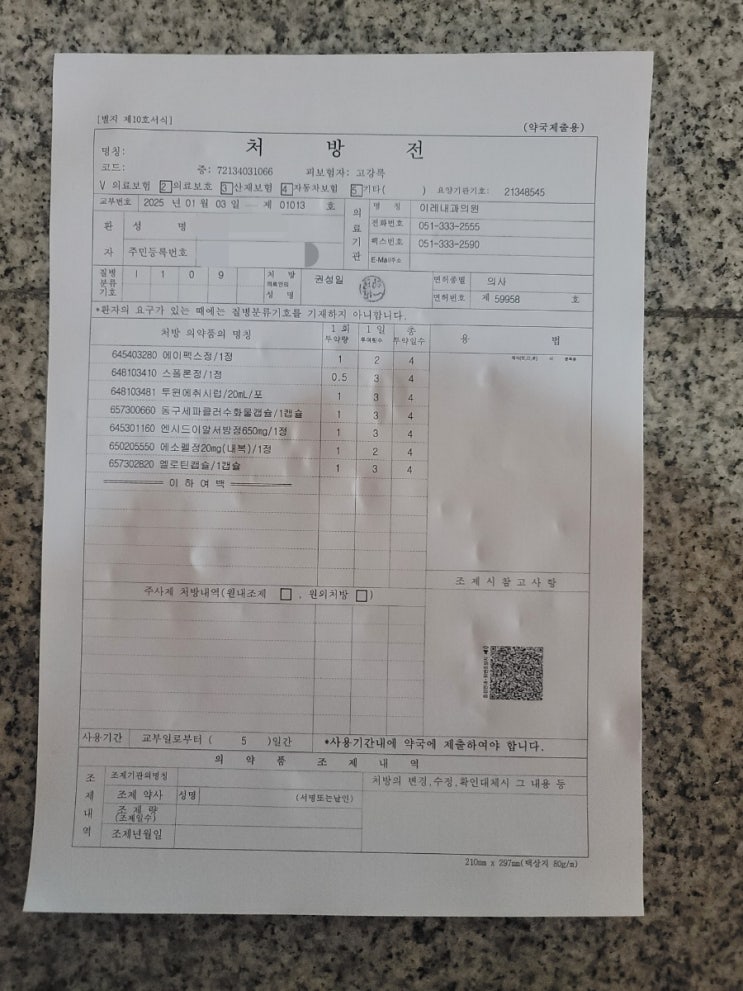 [별지 제10호서식]
(약국제출용)
처 방 전
명칭:
코드:
증: 72134031066 피보험자: 고강륵
V 의료보험 2 의료보호 3 산재보험 4 자동차보험 5 기타( ) 요양기관기호: 21348545
교부번호 2025 년 01 월 03 일 — 제 01013 호
의료기관
명 칭 이레내과의원
전화번호 051-333-2555
팩스번호 051-333-2590
E-Mail주소
환자
성 명
주민등록번호
질병분류기호 I 1 0 9
처 방 의료인의 성 명 권성일
면허종별 의사
면허번호 제 59958 호
*환자의 요구가 있는 때에는 질병분류기호를 기재하지 아니합니다.
처방 의약품의 명칭 1 회 투약량 1 일 투여횟수 총 투약일수 용 법
645403280 에이펙스정/1정 1 2 4
648103410 스폴론정/1정 0.5 3 4
648103481 투윈에취시럽/20mL/포 1 3 4
657300660 동구세파클러수화물캡슐/1캡슐 1 3 4
645301160 엔시드이알서방정650mg/1정 1 3 4
650205550 에소렐정20mg(내복)/1정 1 2 4
657302820 엘로틴캡슐/1캡슐 1 3 4
이 하 여 백
조 제 시 참 고 사 항
주사제 처방내역(원내조제 □ , 원외처방 □)
사용기간 교부일로부터 ( 5 )일간 *사용기간내에 약국에 제출하여야 합니다.
의 약 품 조 제 내 역
조제내역
조제기관의명칭
처방의 변경,수정,확인대체시 그 내용 등
조제 약사 성명 (서명또는날인)
조 제 량
(조제일수)
조제년월일
210mm x 297mm(백상지 80g/m)